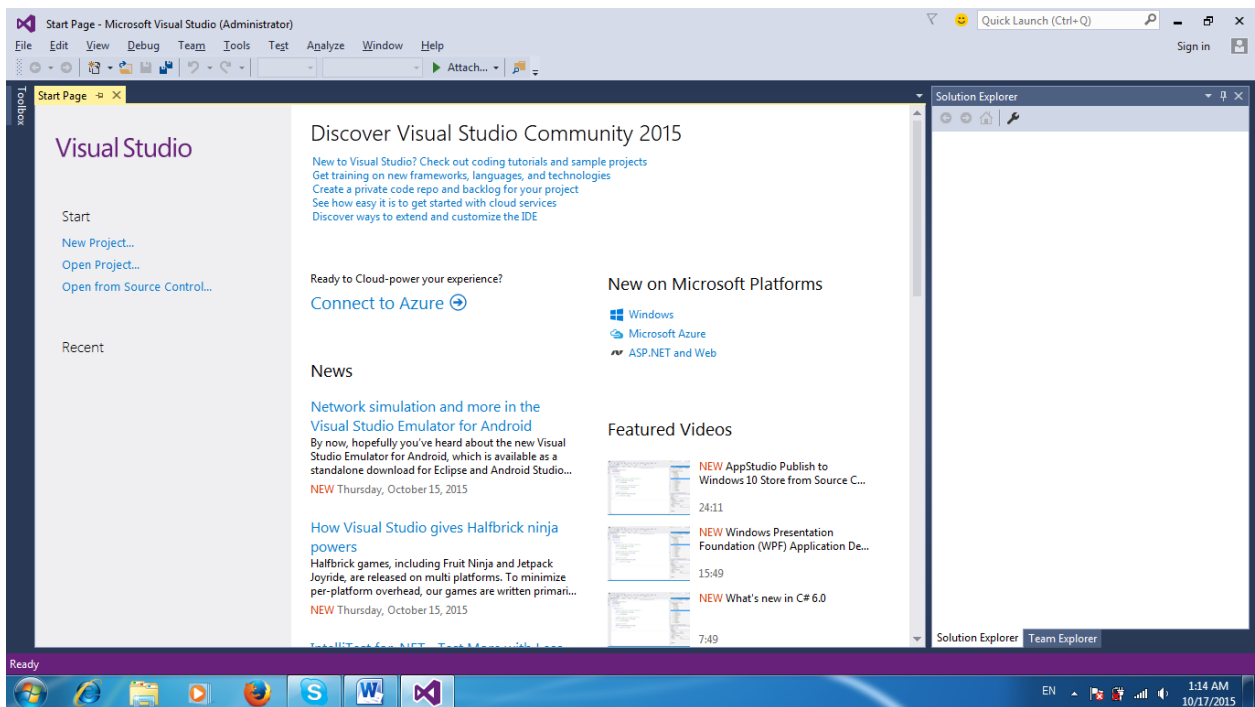 Start Page - Microsoft Visual Studio (Administrator)
Quick Launch (Ctrl+Q)
File Edit View Debug Team Tools Test Analyze Window Help
Sign in
Attach...
Toolbox
Start Page
Solution Explorer
Visual Studio
Start
New Project...
Open Project...
Open from Source Control...
Recent
Discover Visual Studio Community 2015
New to Visual Studio? Check out coding tutorials and sample projects
Get training on new frameworks, languages, and technologies
Create a private code repo and backlog for your project
See how easy it is to get started with cloud services
Discover ways to extend and customize the IDE
Ready to Cloud-power your experience?
Connect to Azure
News
Network simulation and more in the
Visual Studio Emulator for Android
By now, hopefully you've heard about the new Visual
Studio Emulator for Android, which is available as a
standalone download for Eclipse and Android Studio...
NEW Thursday, October 15, 2015
How Visual Studio gives Halfbrick ninja
powers
Halfbrick games, including Fruit Ninja and Jetpack
Joyride, are released on multi platforms. To minimize
per-platform overhead, our games are written primari...
NEW Thursday, October 15, 2015
IntelliTest for .NET - Test More with Less
New on Microsoft Platforms
Windows
Microsoft Azure
ASP.NET and Web
Featured Videos
NEW AppStudio Publish to
Windows 10 Store from Source C...
24:11
NEW Windows Presentation
Foundation (WPF) Application De...
15:49
NEW What's new in C# 6.0
7:49
Solution Explorer Team Explorer
Ready
EN
1:14 AM
10/17/2015